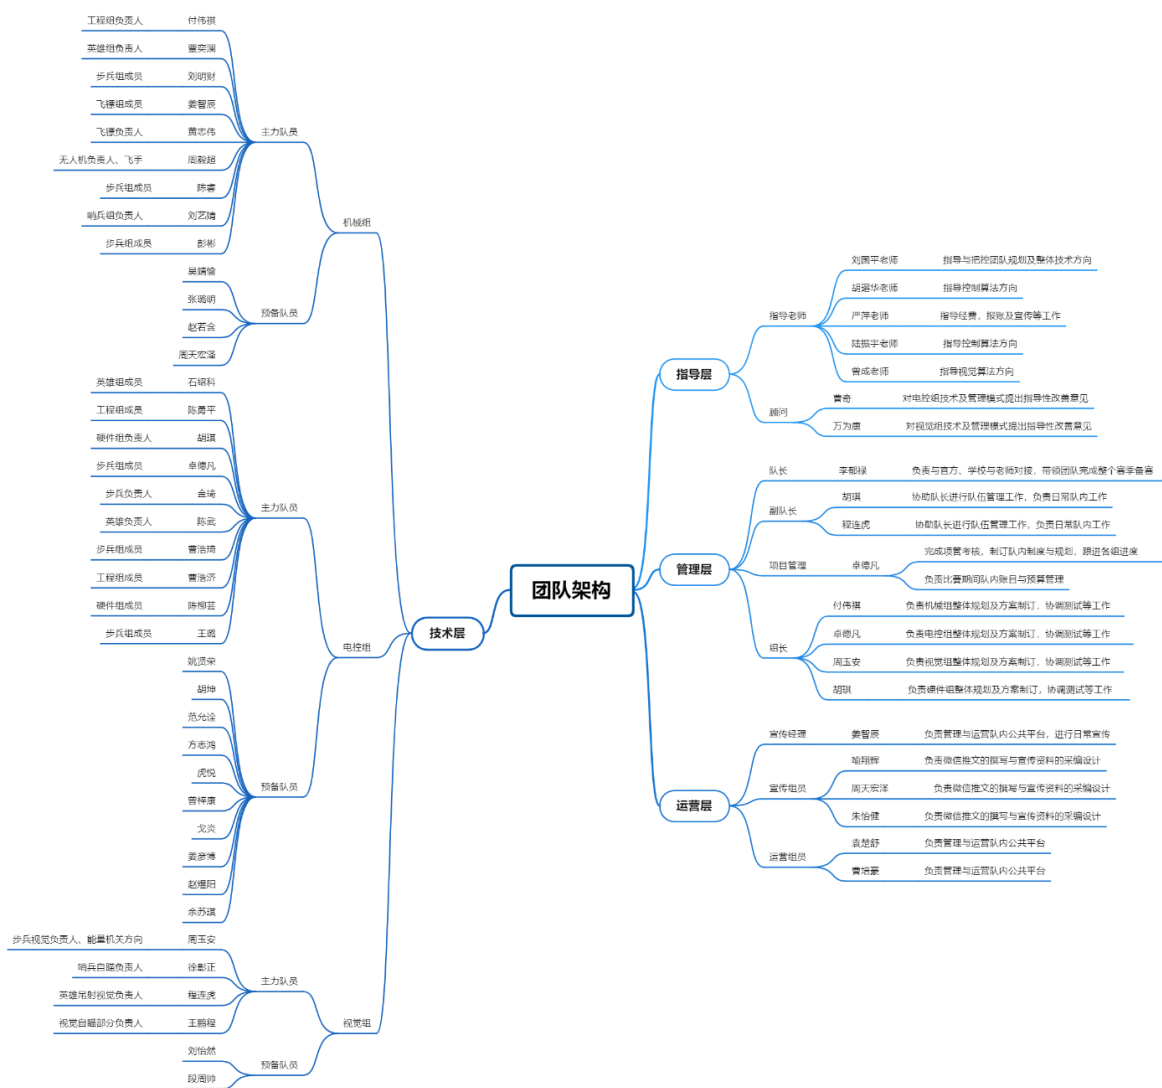 团队架构
技术层
机械组
主力队员
工程组负责人 付伟祺
英雄组负责人 曹奕澜
步兵组成员 刘明财
飞镖组成员 姜智辰
飞镖负责人 黄志伟
无人机负责人、飞手 周毅超
步兵组成员 陈睿
哨兵组负责人 刘艺婧
步兵组成员 彭彬
预备队员
吴婧愉
张璐明
赵若含
周天宏泽
电控组
主力队员
英雄组成员 石瑶科
工程组成员 陈勇平
硬件组负责人 胡琪
步兵组成员 卓德凡
步兵负责人 金琦
英雄负责人 陈武
步兵组成员 曹浩琦
工程组成员 曹浩济
硬件组成员 陈柳芸
步兵组成员 王璐
预备队员
姚贤荣
胡坤
范允诠
方志鸿
虎悦
曾梓康
戈炎
姜彦博
赵煜阳
余苏琪
视觉组
主力队员
步兵视觉负责人、能量机关方向 周玉安
哨兵自瞄负责人 徐彰正
英雄吊射视觉负责人 程连虎
视觉自瞄部分负责人 王鹏程
预备队员
刘怡然
段周帅
指导层
指导老师
刘国平老师 指导与把控团队规划及整体技术方向
胡瑠华老师 指导控制算法方向
严萍老师 指导经费，报账及宣传等工作
陆振宇老师 指导控制算法方向
曾成老师 指导视觉算法方向
顾问
曹奇 对电控组技术及管理模式提出指导性改善意见
万为康 对视觉组技术及管理模式提出指导性改善意见
管理层
队长 李郁禄 负责与官方、学校与老师对接，带领团队完成整个赛季备赛
副队长
胡琪 协助队长进行队伍管理工作，负责日常队内工作
程连虎 协助队长进行队伍管理工作，负责日常队内工作
项目管理 卓德凡
完成项管考核，制订队内制度与规划，跟进各组进度
负责比赛期间队内账目与预算管理
组长
付伟祺 负责机械组整体规划及方案制订，协调测试等工作
卓德凡 负责电控组整体规划及方案制订，协调测试等工作
周玉安 负责视觉组整体规划及方案制订，协调测试等工作
胡琪 负责硬件组整体规划及方案制订，协调测试等工作
运营层
宣传经理 姜智辰 负责管理与运营队内公共平台，进行日常宣传
宣传组员
喻翔辉 负责微信推文的撰写与宣传资料的采编设计
周天宏泽 负责微信推文的撰写与宣传资料的采编设计
朱怡健 负责微信推文的撰写与宣传资料的采编设计
运营组员
袁楚舒 负责管理与运营队内公共平台
曹培豪 负责管理与运营队内公共平台